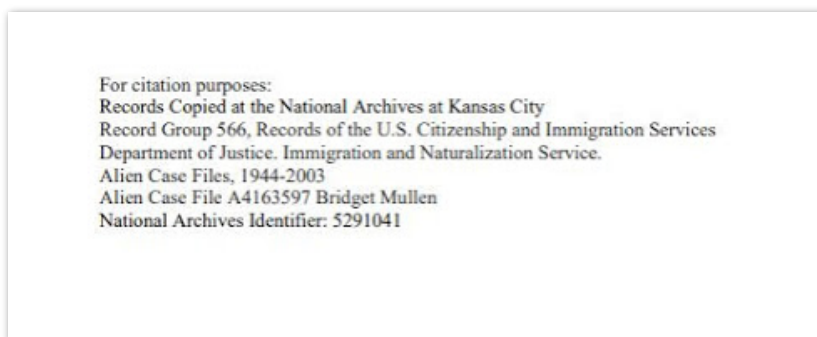 For citation purposes:
Records Copied at the National Archives at Kansas City
Record Group 566, Records of the U.S. Citizenship and Immigration Services
Department of Justice. Immigration and Naturalization Service.
Alien Case Files, 1944-2003
Alien Case File A4163597 Bridget Mullen
National Archives Identifier: 5291041